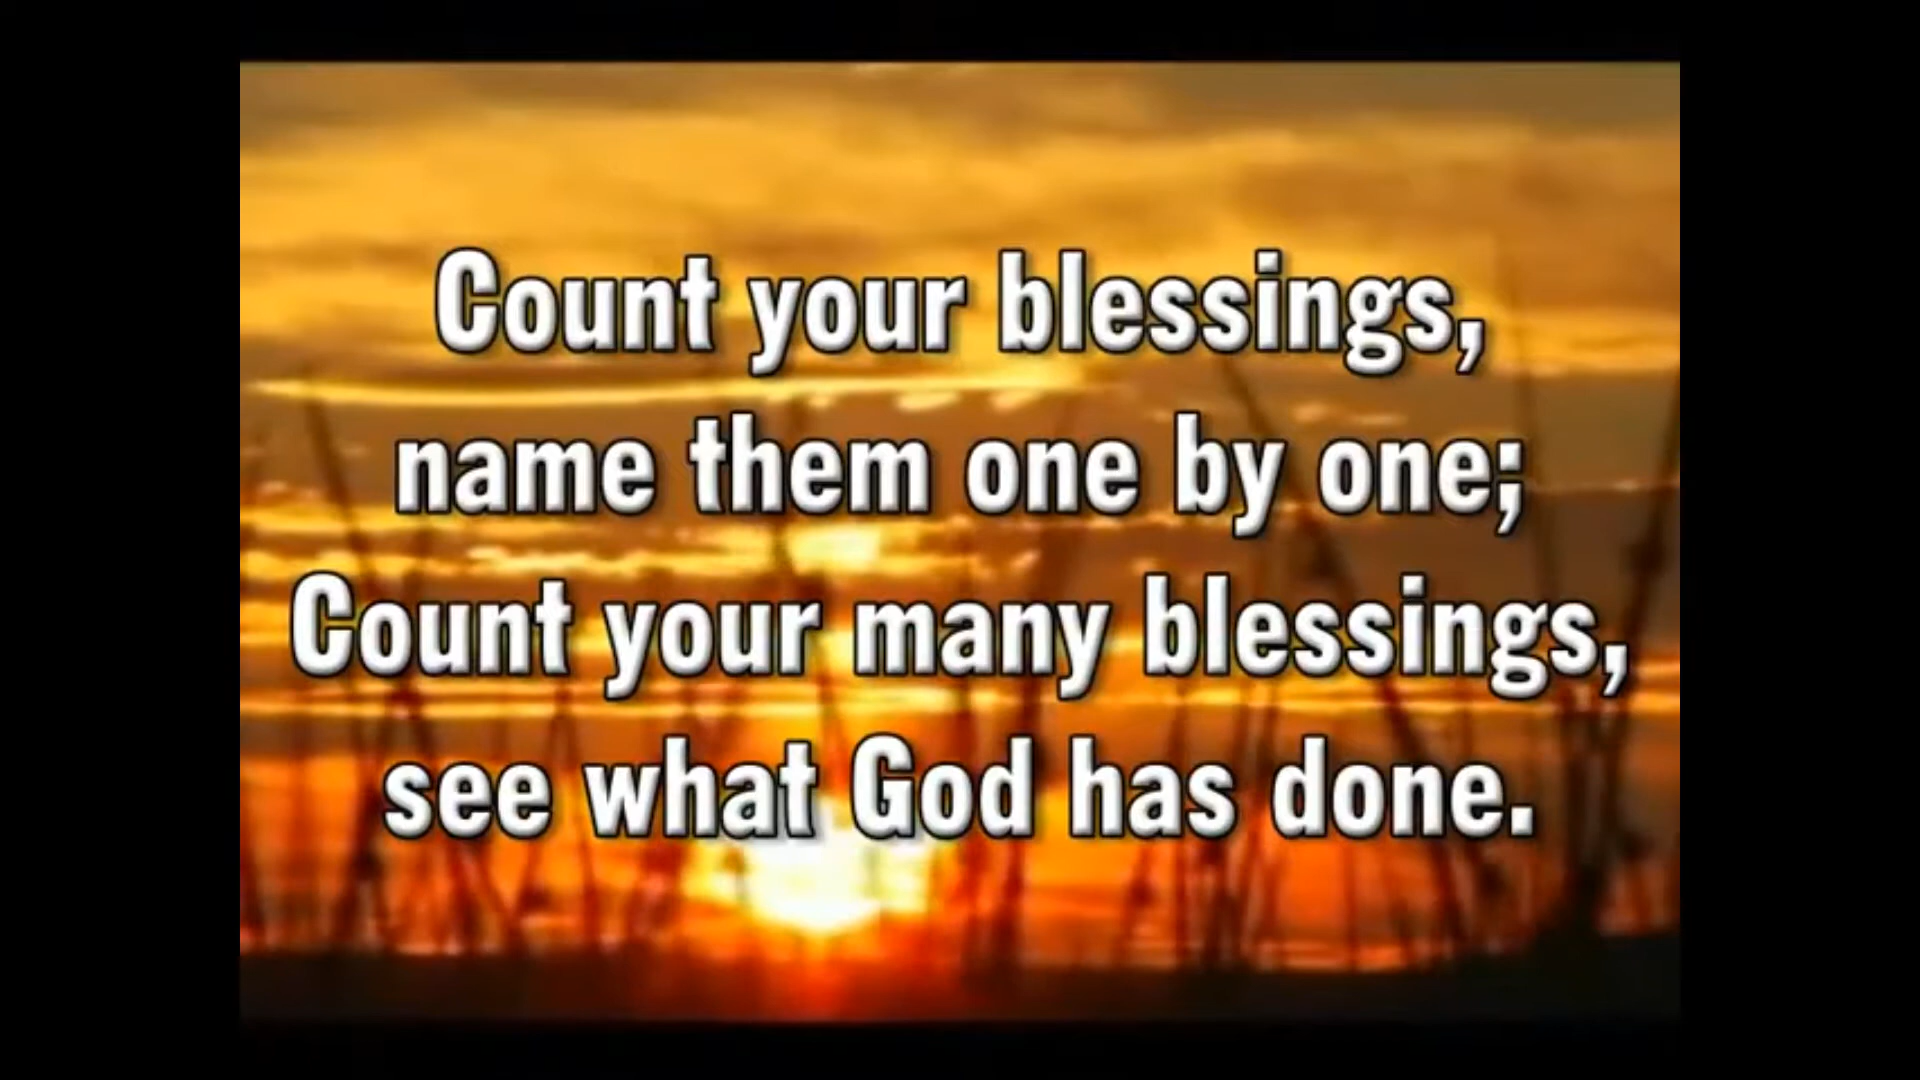 Count your blessings,
name them one by one;
Count your many blessings,
see what God has done.